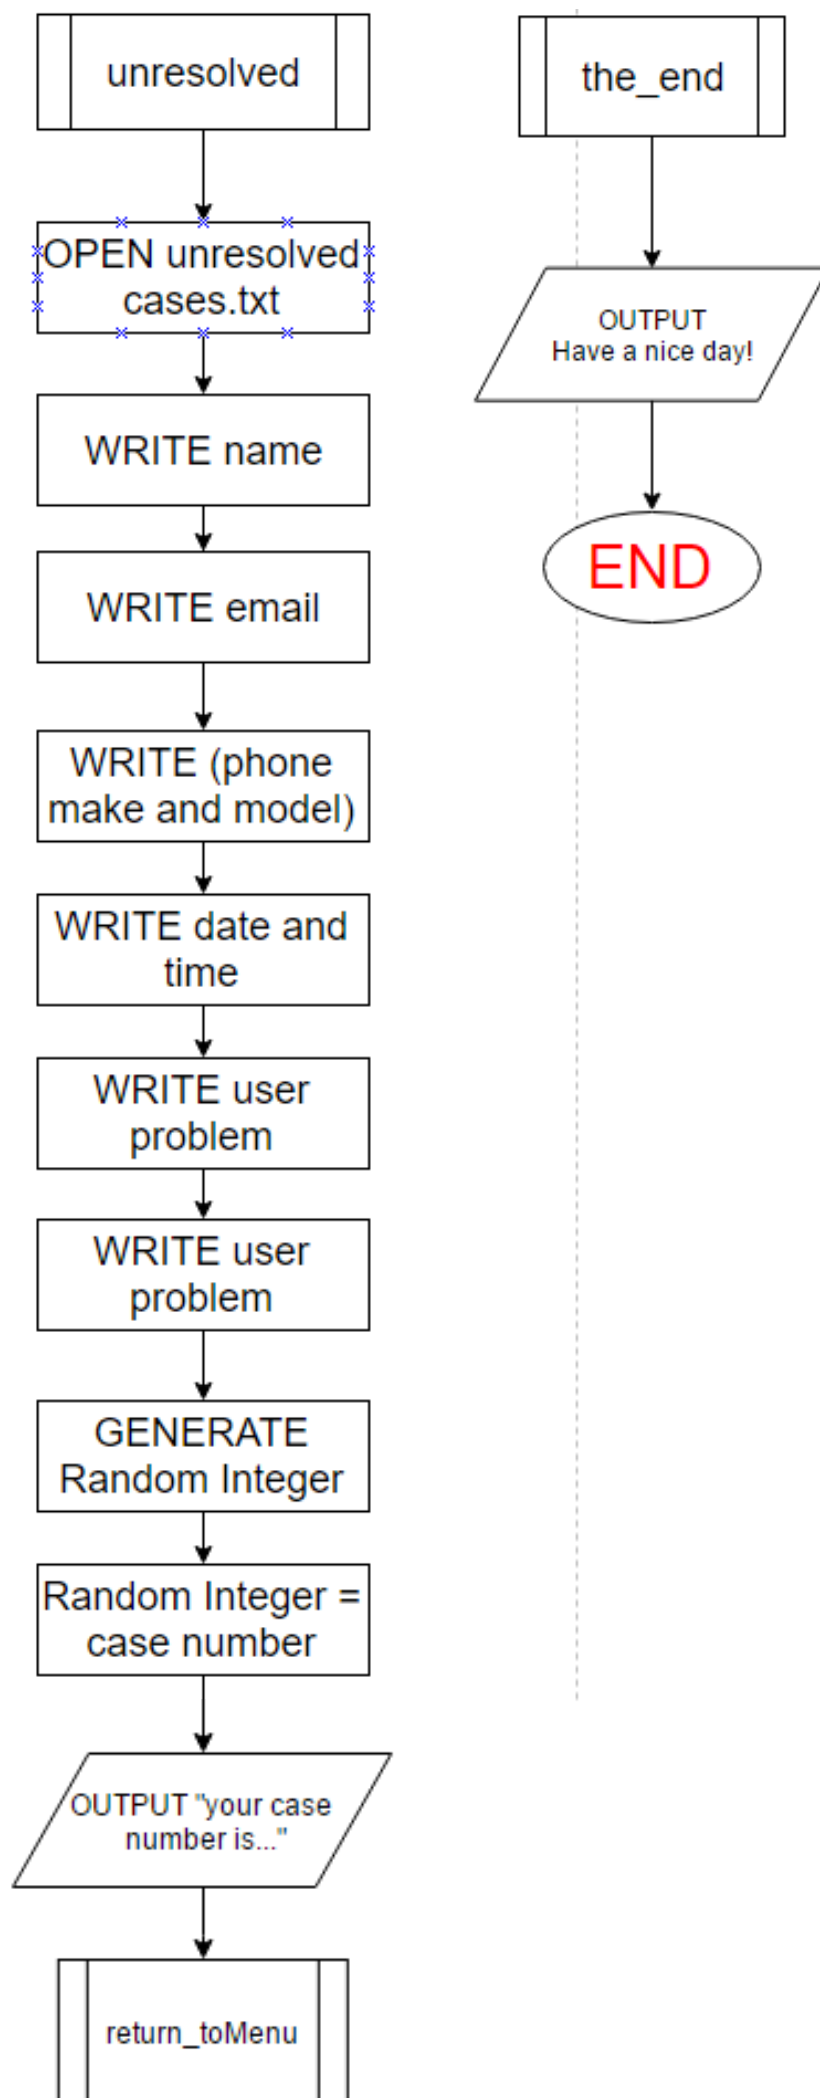 unresolved
OPEN unresolved
cases.txt
WRITE name
WRITE email
WRITE (phone
make and model)
WRITE date and
time
WRITE user
problem
WRITE user
problem
GENERATE
Random Integer
Random Integer =
case number
OUTPUT "your case
number is..."
return_toMenu
the_end
OUTPUT
Have a nice day!
END